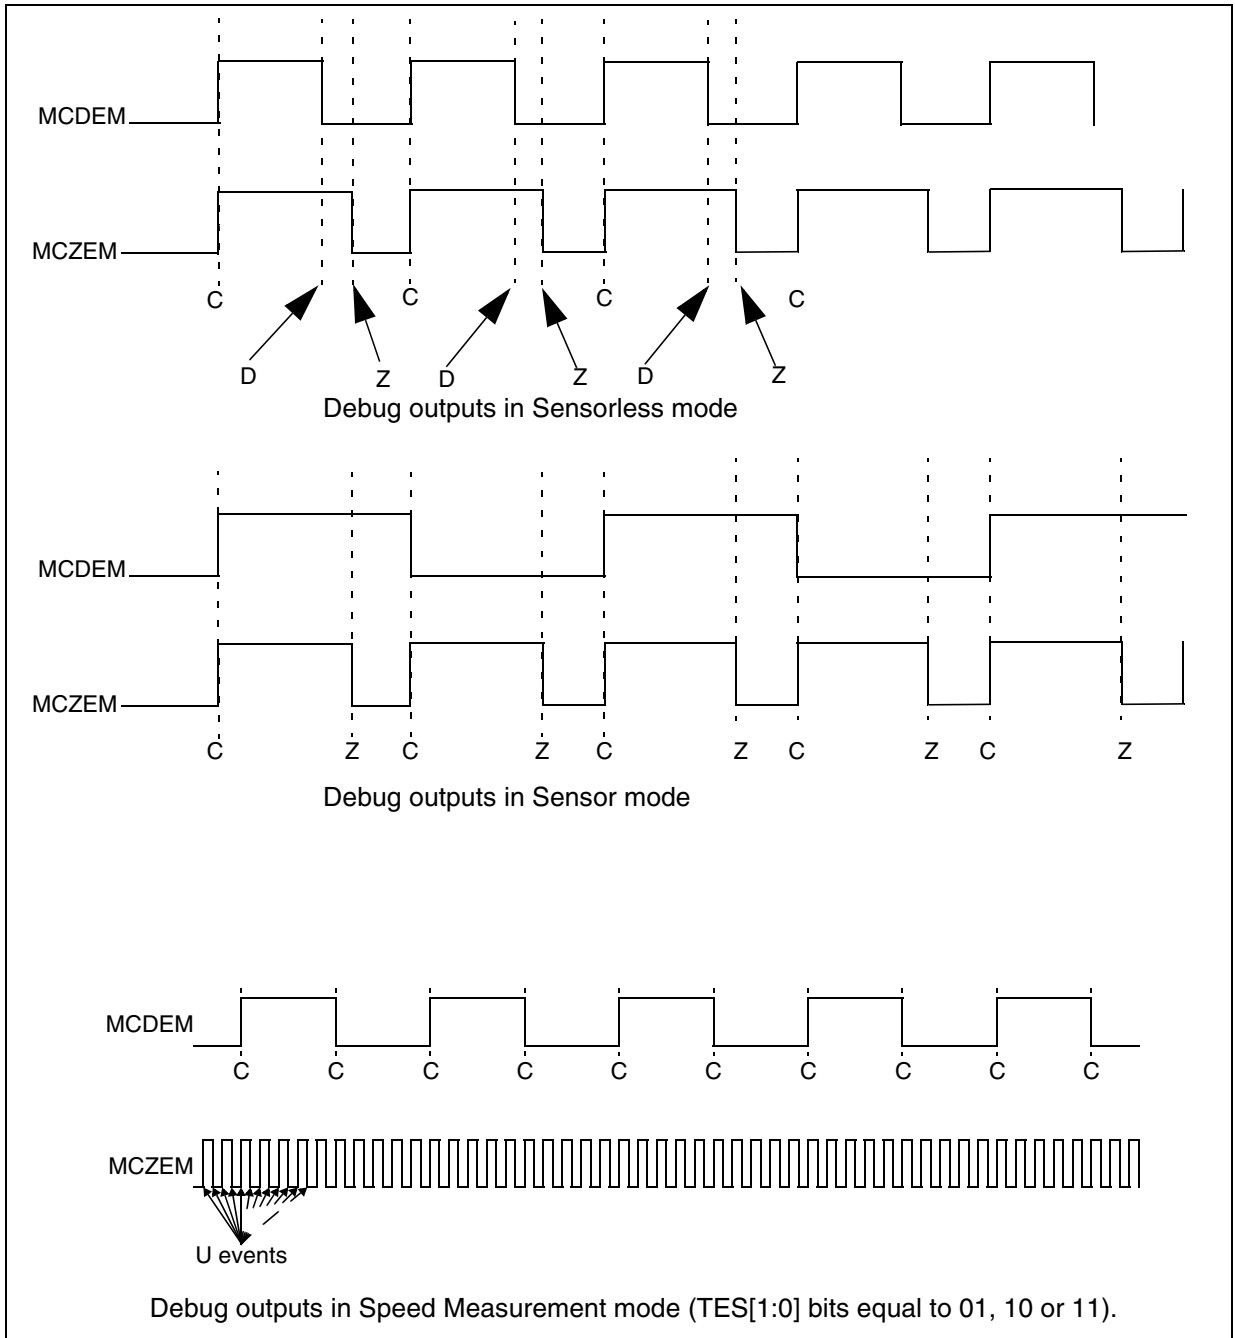 MCDEM
MCZEM
C C C C
D Z D Z D Z
Debug outputs in Sensorless mode
MCDEM
MCZEM
C Z C Z C Z C Z C Z
Debug outputs in Sensor mode
MCDEM
C C C C C C C C C C
MCZEM
U events
Debug outputs in Speed Measurement mode (TES[1:0] bits equal to 01, 10 or 11).